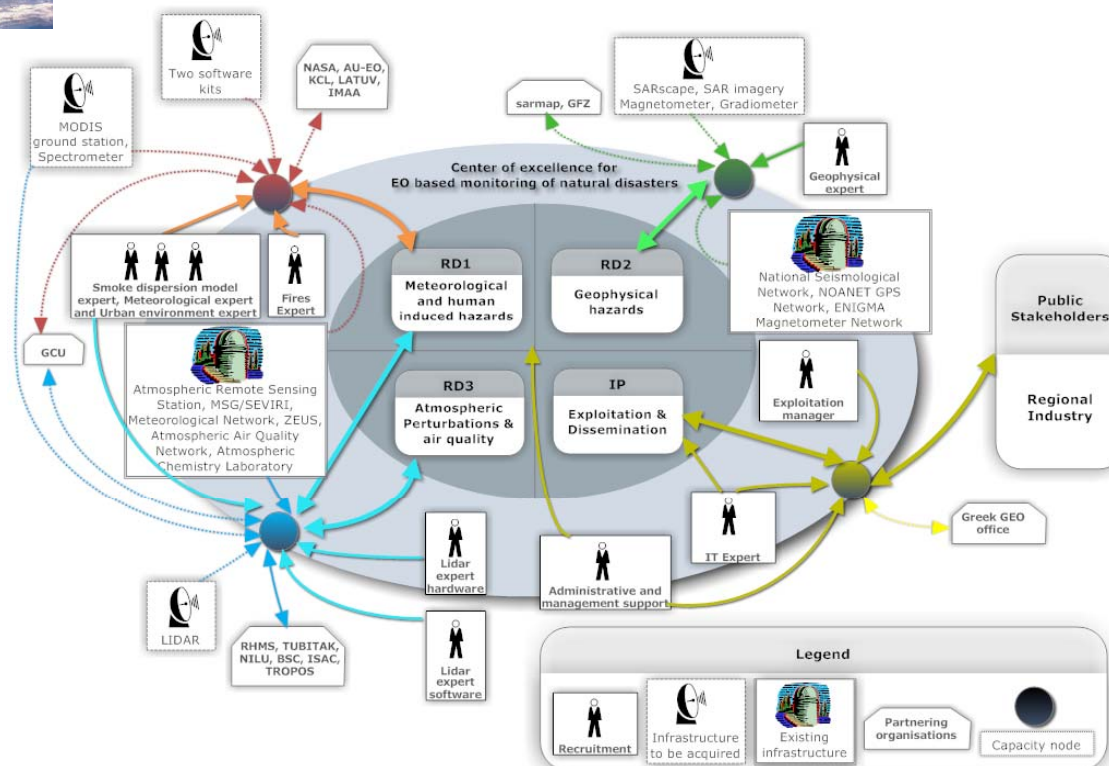 Two software
kits
NASA, AU-EO,
KCL, LATUV,
IMAA
MODIS
ground station,
Spectrometer
sarmap, GFZ
SARscape, SAR imagery
Magnetometer, Gradiometer
Geophysical
expert
Center of excellence for
EO based monitoring of natural disasters
RD1
Meteorological
and human
induced hazards
RD2
Geophysical
hazards
RD3
Atmospheric
Perturbations &
air quality
IP
Exploitation &
Dissemination
Smoke dispersion model
expert, Meteorological expert
and Urban environment expert
Fires
Expert
GCU
Atmospheric Remote Sensing
Station, MSG/SEVIRI,
Meteorological Network, ZEUS,
Atmospheric Air Quality
Network, Atmospheric
Chemistry Laboratory
National Seismological
Network, NOANET GPS
Network, ENIGMA
Magnetometer Network
Exploitation
manager
Public
Stakeholders
Regional
Industry
Greek GEO
office
IT Expert
Administrative and
management support
Lidar
expert
hardware
Lidar
expert
software
LIDAR
RHMS, TUBITAK,
NILU, BSC, ISAC,
TROPOS
Legend
Recruitment
Infrastructure
to be acquired
Existing
infrastructure
Partnering
organisations
Capacity node